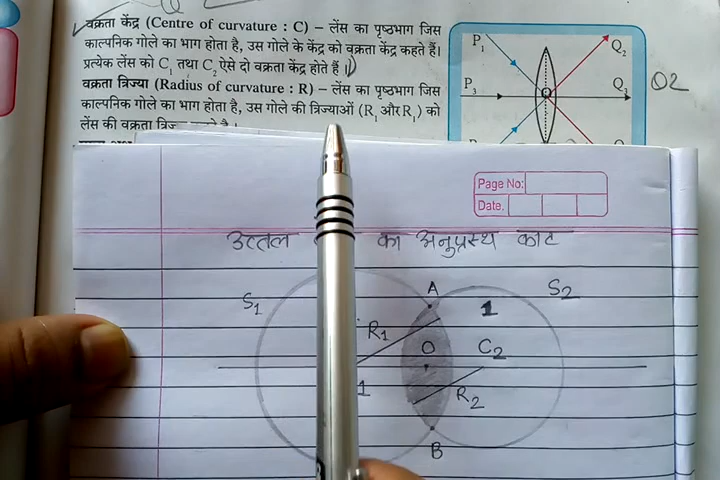 वक्रता केंद्र (Centre of curvature : C) – लेंस का पृष्ठभाग जिस
काल्पनिक गोले का भाग होता है, उस गोले के केंद्र को वक्रता केंद्र कहते हैं।
प्रत्येक लेंस को C₁ तथा C₂ ऐसे दो वक्रता केंद्र होते हैं।
वक्रता त्रिज्या (Radius of curvature : R) – लेंस का पृष्ठभाग जिस
काल्पनिक गोले का भाग होता है, उस गोले की त्रिज्याओं (R₁ और R₁) को
लेंस की वक्रता
P₁
Q₂
P₃
O
Q₃
Q2
Page No:
Date.
उत्तल का अनुप्रस्थ काट
S₁
A
1
S₂
R₁
O
C₂
1
R₂
B